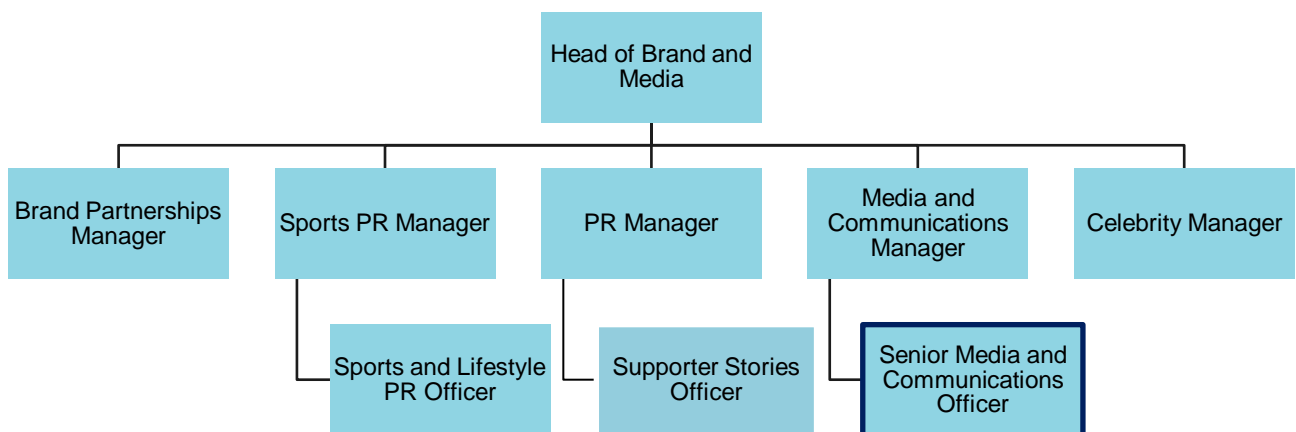 Head of Brand and
Media
Brand Partnerships
Manager
Sports PR Manager
PR Manager
Media and
Communications
Manager
Celebrity Manager
Sports and Lifestyle
PR Officer
Supporter Stories
Officer
Senior Media and
Communications
Officer